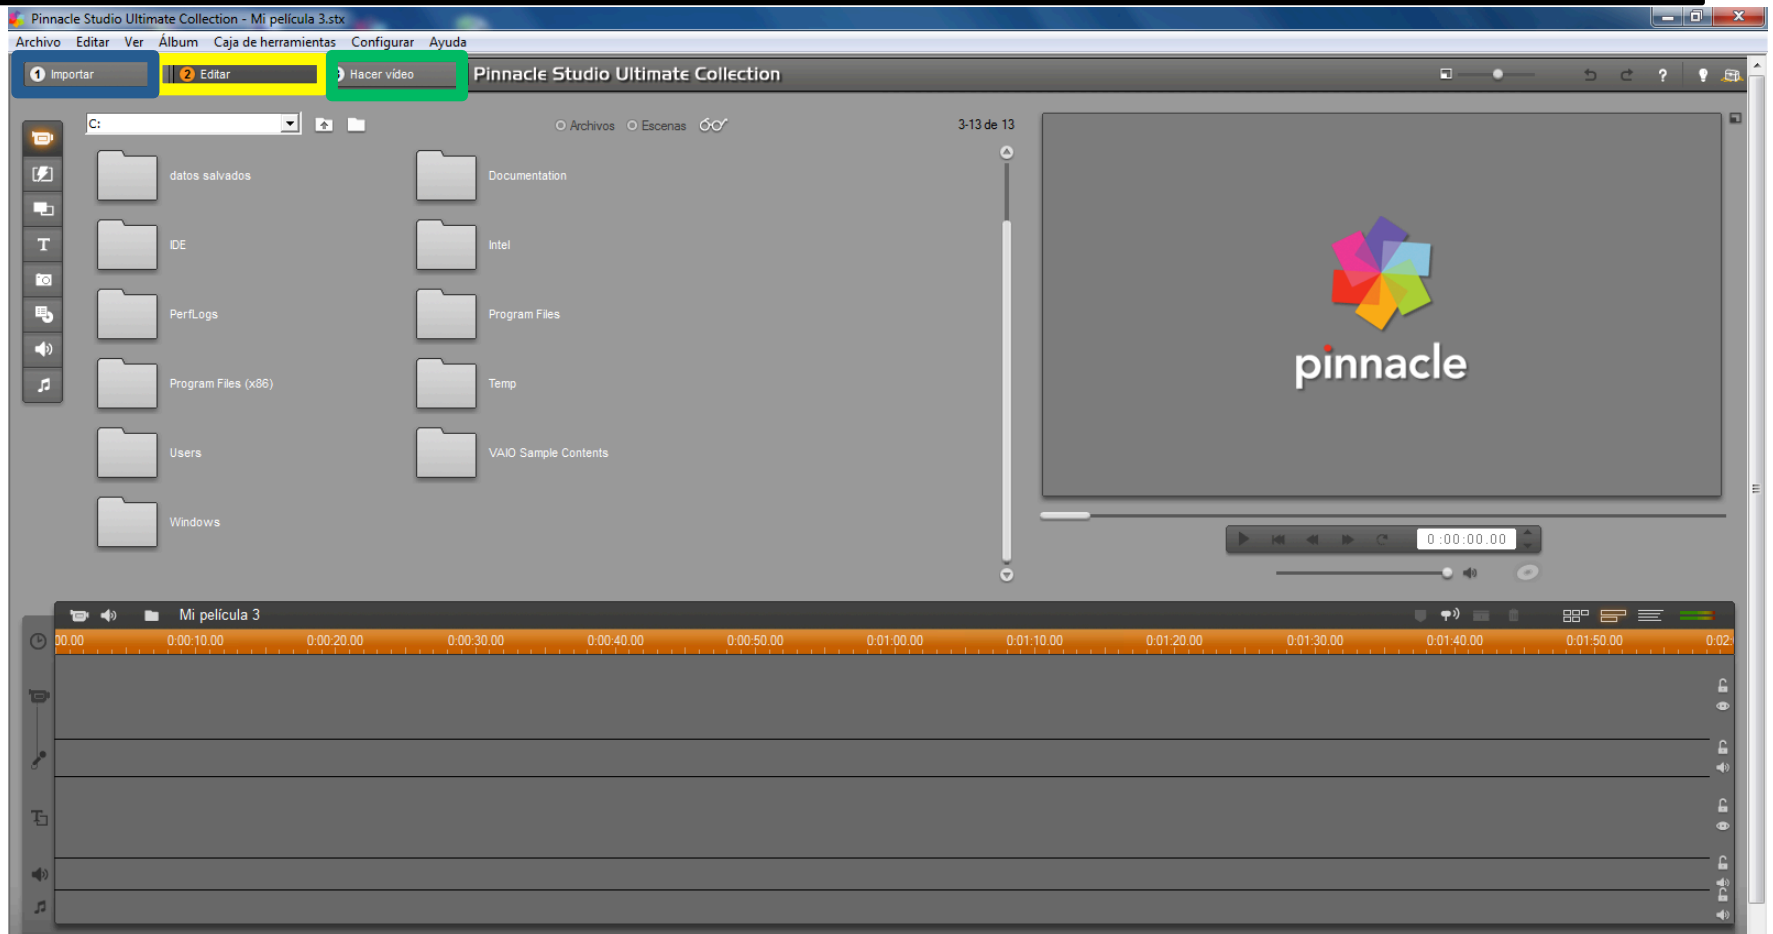 Pinnacle Studio Ultimate Collection - Mi película 3.stx
Archivo Editar Ver Álbum Caja de herramientas Configurar Ayuda
1 Importar 2 Editar Hacer vídeo Pinnacle Studio Ultimate Collection ?
C: Archivos Escenas 3-13 de 13
datos salvados Documentation
IDE Intel
T
PerfLogs Program Files
pinnacle
Program Files (x86) Temp
Users VAIO Sample Contents
Windows
0:00:00.00
Mi película 3
00.00 0:00:10.00 0:00:20.00 0:00:30.00 0:00:40.00 0:00:50.00 0:01:00.00 0:01:10.00 0:01:20.00 0:01:30.00 0:01:40.00 0:01:50.00 0:02:
T